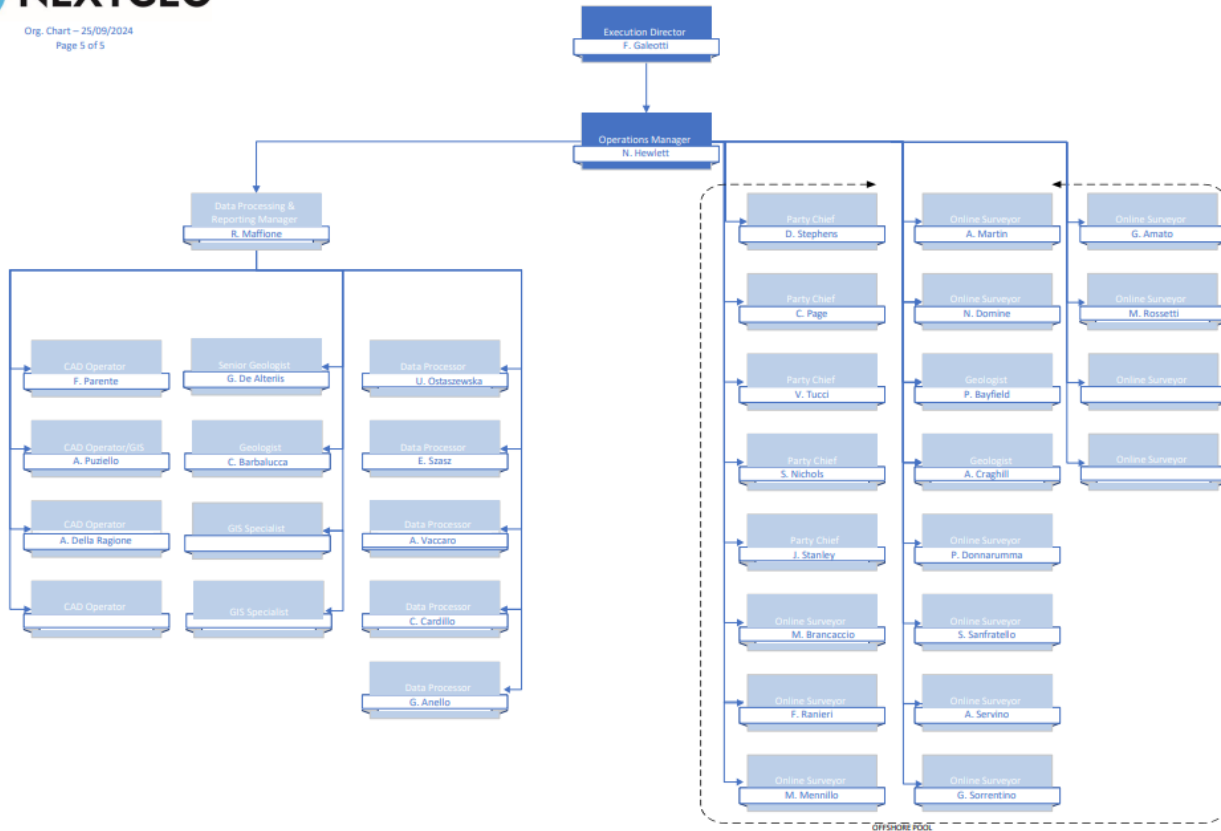 NEXTGEO
Org. Chart – 25/09/2024
Page 5 of 5
Execution Director
F. Galeotti
Operations Manager
N. Hewlett
Data Processing &
Reporting Manager
R. Maffione
CAD Operator
F. Parente
CAD Operator/GIS
A. Puziello
CAD Operator
A. Della Ragione
CAD Operator
Senior Geologist
G. De Alteriis
Geologist
C. Barbalucca
GIS Specialist
GIS Specialist
Data Processor
U. Ostaszewska
Data Processor
E. Szasz
Data Processor
A. Vaccaro
Data Processor
C. Cardillo
Data Processor
G. Anello
Party Chief
D. Stephens
Party Chief
C. Page
Party Chief
V. Tucci
Party Chief
S. Nichols
Party Chief
J. Stanley
Online Surveyor
M. Brancaccio
Online Surveyor
F. Ranieri
Online Surveyor
M. Mennillo
Online Surveyor
A. Martin
Online Surveyor
N. Domine
Geologist
P. Bayfield
Geologist
A. Craghill
Online Surveyor
P. Donnarumma
Online Surveyor
S. Sanfratello
Online Surveyor
A. Servino
Online Surveyor
G. Sorrentino
Online Surveyor
G. Amato
Online Surveyor
M. Rossetti
Online Surveyor
Online Surveyor
OFFSHORE POOL